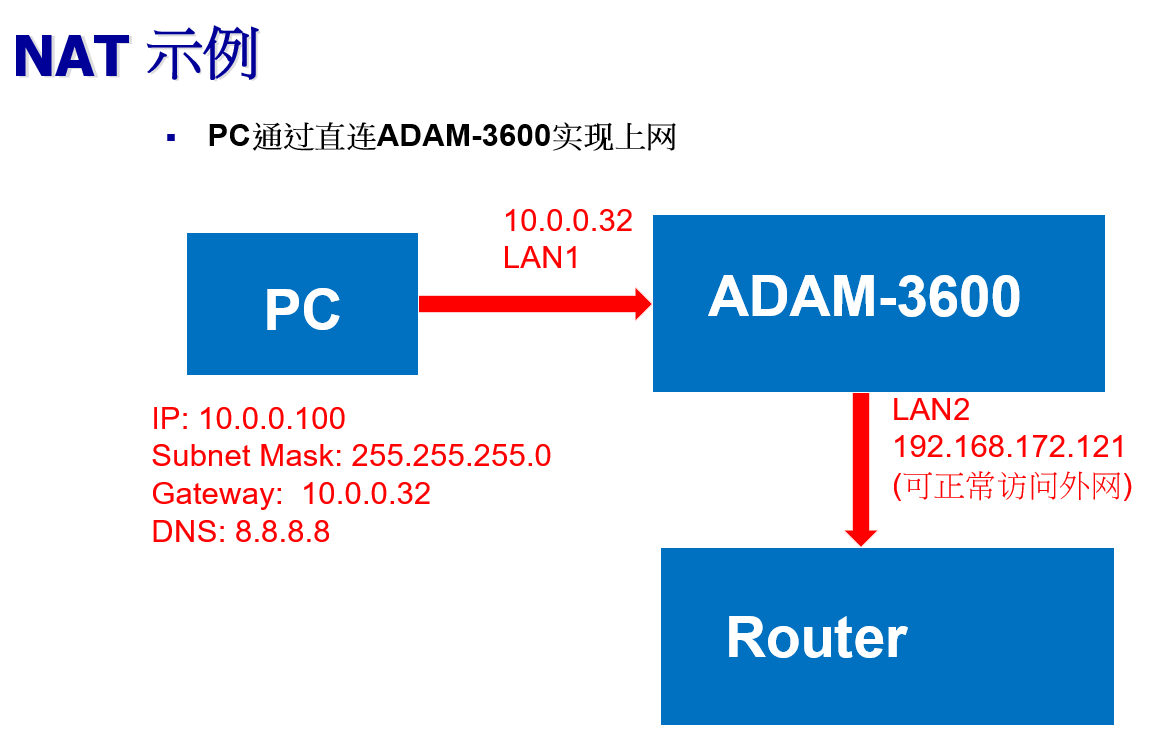 NAT 示例
▪ PC通过直连ADAM-3600实现上网
10.0.0.32
LAN1
PC
ADAM-3600
IP: 10.0.0.100
Subnet Mask: 255.255.255.0
Gateway:  10.0.0.32
DNS: 8.8.8.8
LAN2
192.168.172.121
(可正常访问外网)
Router